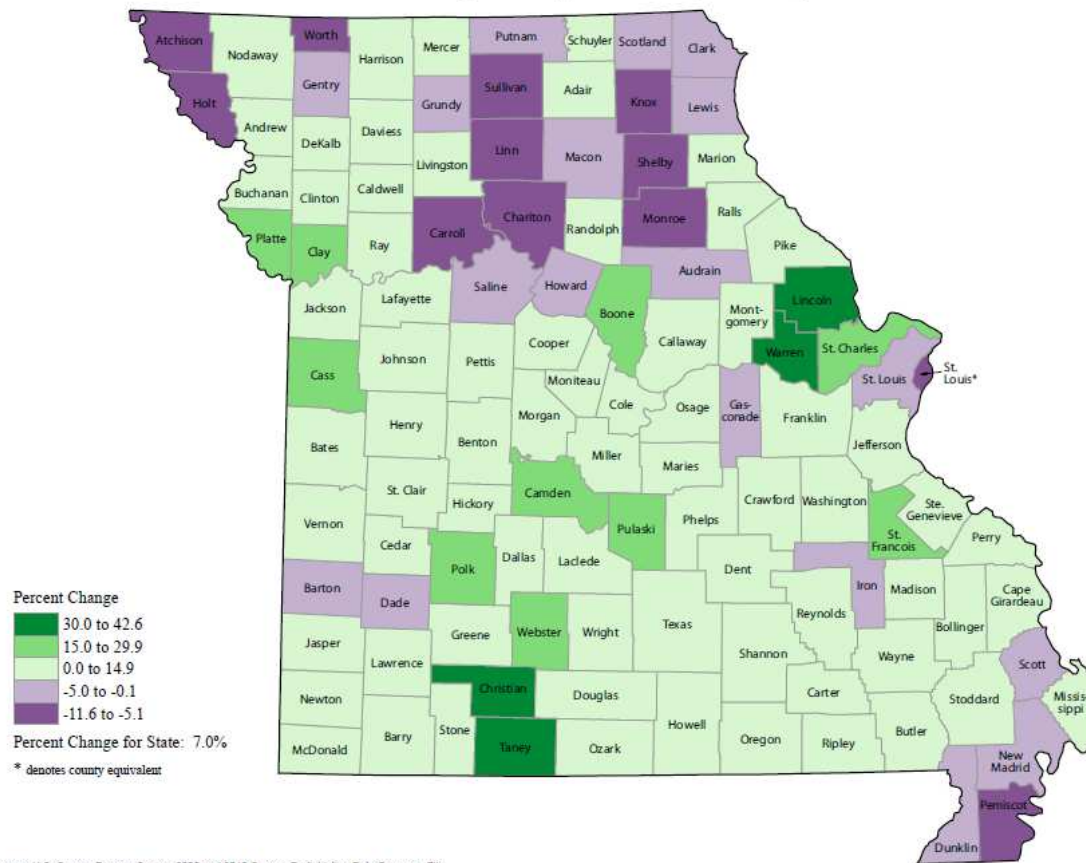 Atchison
Nodaway
Worth
Harrison
Mercer
Putnam
Schuyler
Scotland
Clark
Gentry
Sullivan
Adair
Knox
Lewis
Holt
Andrew
Grundy
DeKalb
Daviess
Linn
Macon
Shelby
Marion
Livingston
Buchanan
Clinton
Caldwell
Chariton
Monroe
Ralls
Randolph
Carroll
Platte
Clay
Ray
Pike
Audrain
Saline
Howard
Jackson
Lafayette
Boone
Mont-
gomery
Lincoln
Cooper
Callaway
Warren
St. Charles
Johnson
Pettis
Cass
Moniteau
St. Louis
St.
Louis*
Cole
Osage
Gas-
conade
Franklin
Morgan
Henry
Benton
Jefferson
Bates
Miller
Maries
St. Clair
Camden
Crawford
Washington
Hickory
Ste.
Genevieve
Vernon
Pulaski
Phelps
St.
Francois
Perry
Cedar
Polk
Dallas
Laclede
Dent
Barton
Dade
Iron
Madison
Cape
Girardeau
Reynolds
Bollinger
Jasper
Greene
Webster
Wright
Texas
Shannon
Wayne
Lawrence
Scott
Christian
Douglas
Carter
Stoddard
Missis
sippi
Newton
Howell
Stone
Barry
Taney
Ozark
Oregon
Ripley
Butler
McDonald
New
Madrid
Pemiscot
Dunklin
Percent Change
30.0 to 42.6
15.0 to 29.9
0.0 to 14.9
-5.0 to -0.1
-11.6 to -5.1
Percent Change for State: 7.0%
* denotes county equivalent